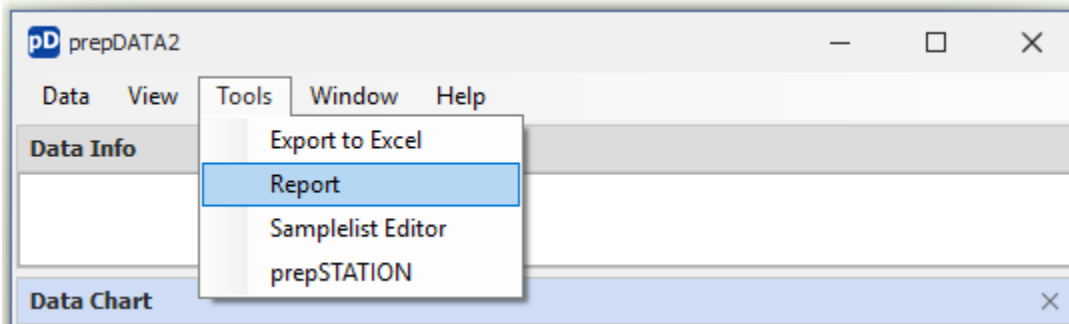 pD prepDATA2
Data View Tools Window Help
Data Info
Export to Excel
Report
Samplelist Editor
prepSTATION
Data Chart